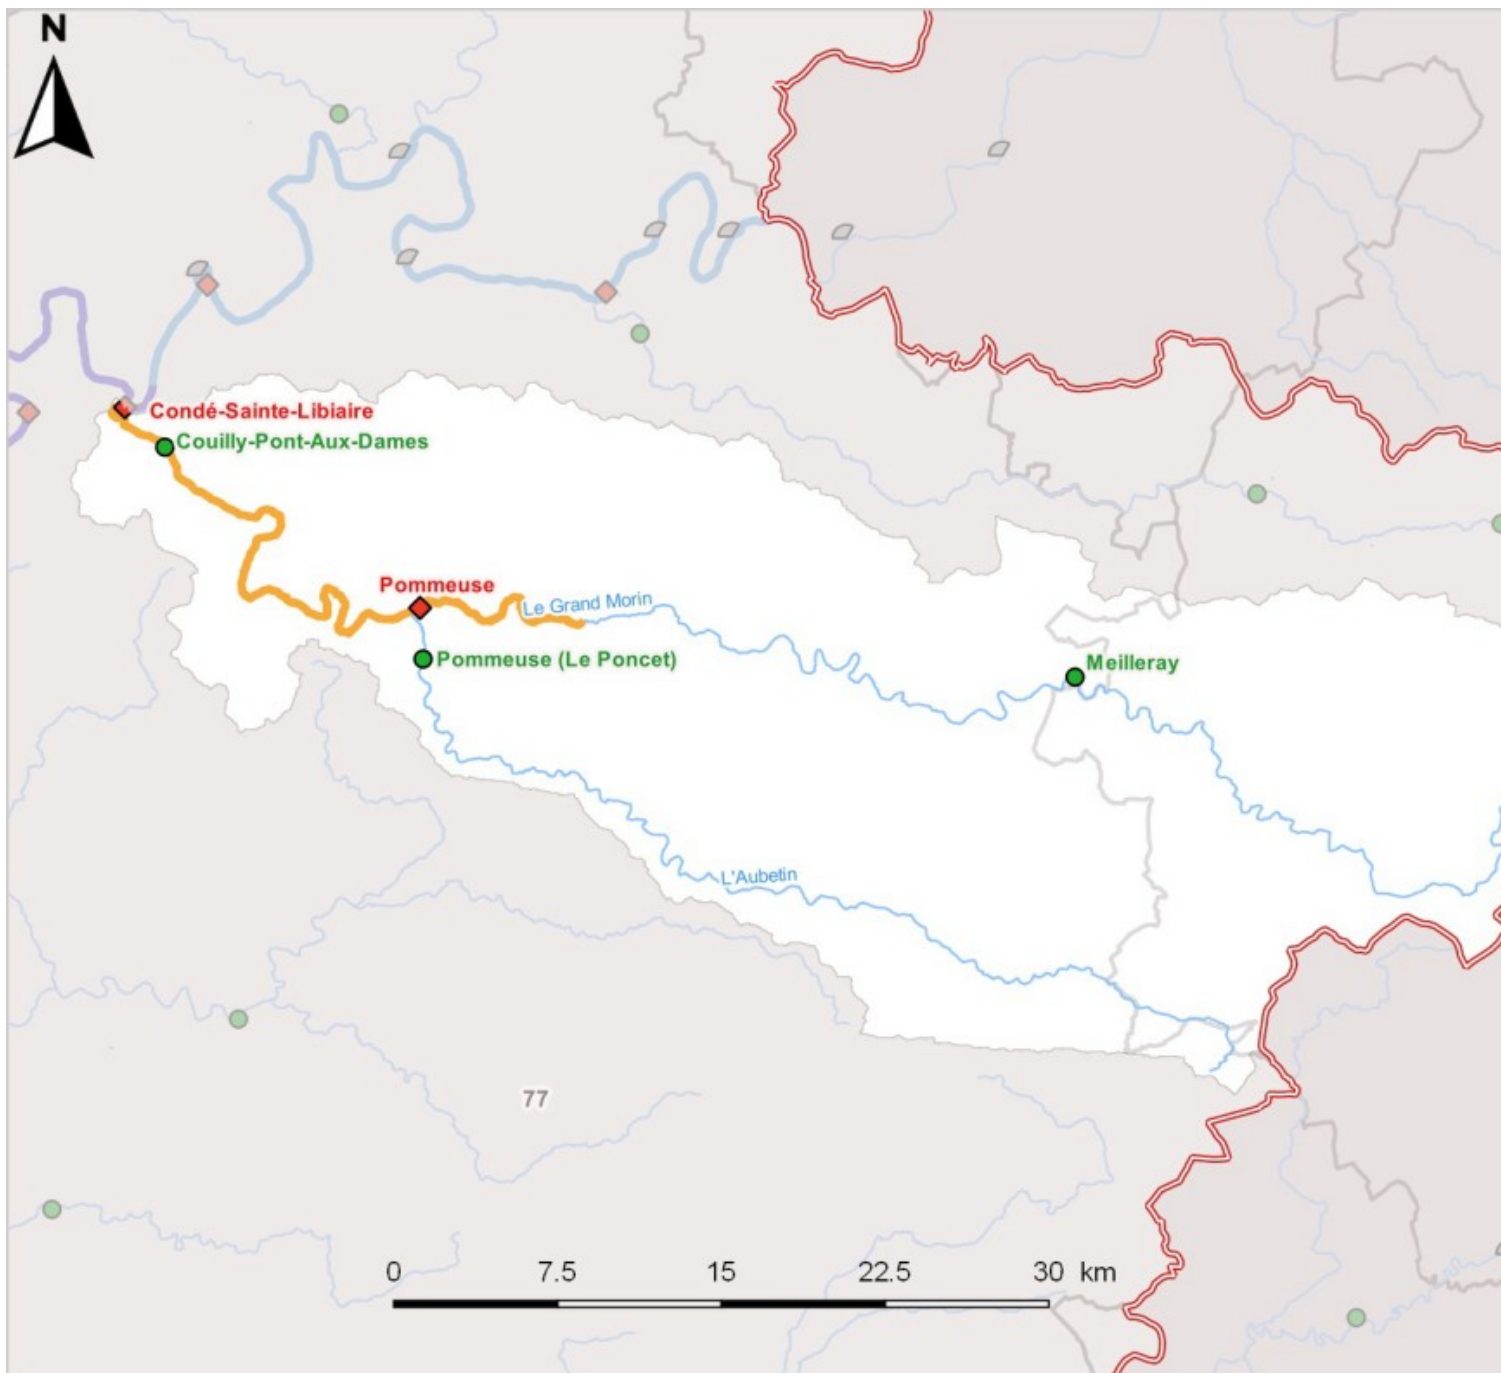 N
Condé-Sainte-Libiaire
Couilly-Pont-Aux-Dames
Pommeuse
Le Grand Morin
Pommeuse (Le Poncet)
Meilleray
L'Aubetin
77
0 7.5 15 22.5 30 km